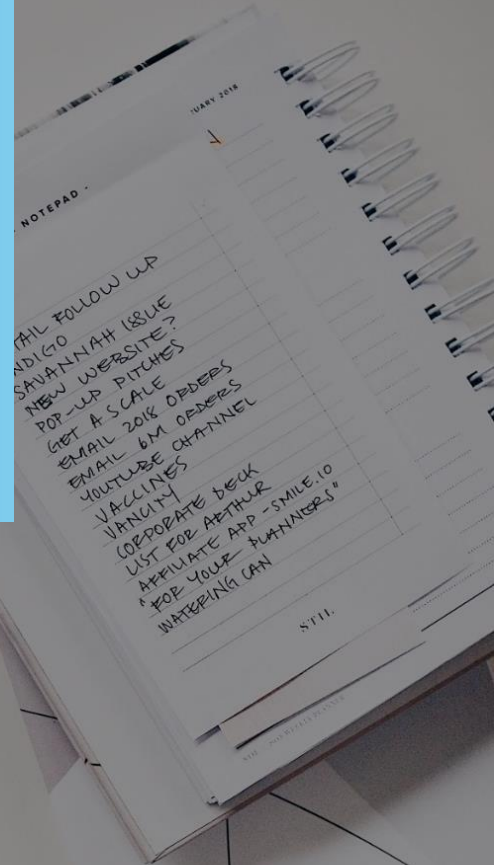 UARY 2018
NOTEPAD -
TAIL FOLLOW UP
NDIGO
SAVANNAH ISSUE
NEW WEBSITE?
POP-UP PITCHES
GET A SCALE
EMAIL 2018 ORDERS
EMAIL 6M ORDERS
YOUTUBE CHANNEL
VACCINES
VANCITY
CORPORATE DECK
LIST FOR ARTHUR
AFFILIATE APP - SMILE.IO
"FOR YOUR PLANNERS"
WATERING CAN
STIL